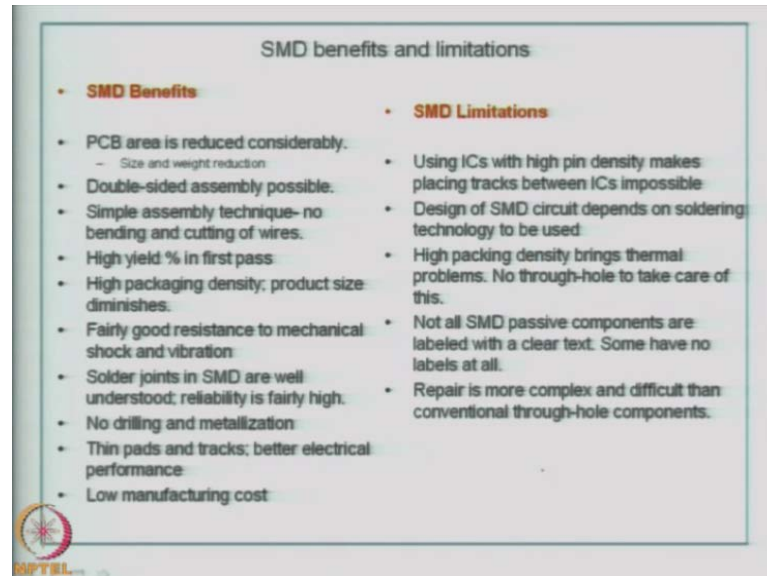 SMD benefits and limitations
• SMD Benefits
• PCB area is reduced considerably.
– Size and weight reduction
• Double-sided assembly possible.
• Simple assembly technique- no
bending and cutting of wires.
• High yield % in first pass
• High packaging density; product size
diminishes.
• Fairly good resistance to mechanical
shock and vibration
• Solder joints in SMD are well
understood; reliability is fairly high.
• No drilling and metallization
• Thin pads and tracks; better electrical
performance
• Low manufacturing cost
• SMD Limitations
• Using ICs with high pin density makes
placing tracks between ICs impossible
• Design of SMD circuit depends on soldering
technology to be used
• High packing density brings thermal
problems. No through-hole to take care of
this.
• Not all SMD passive components are
labeled with a clear text. Some have no
labels at all.
• Repair is more complex and difficult than
conventional through-hole components.
NPTEL